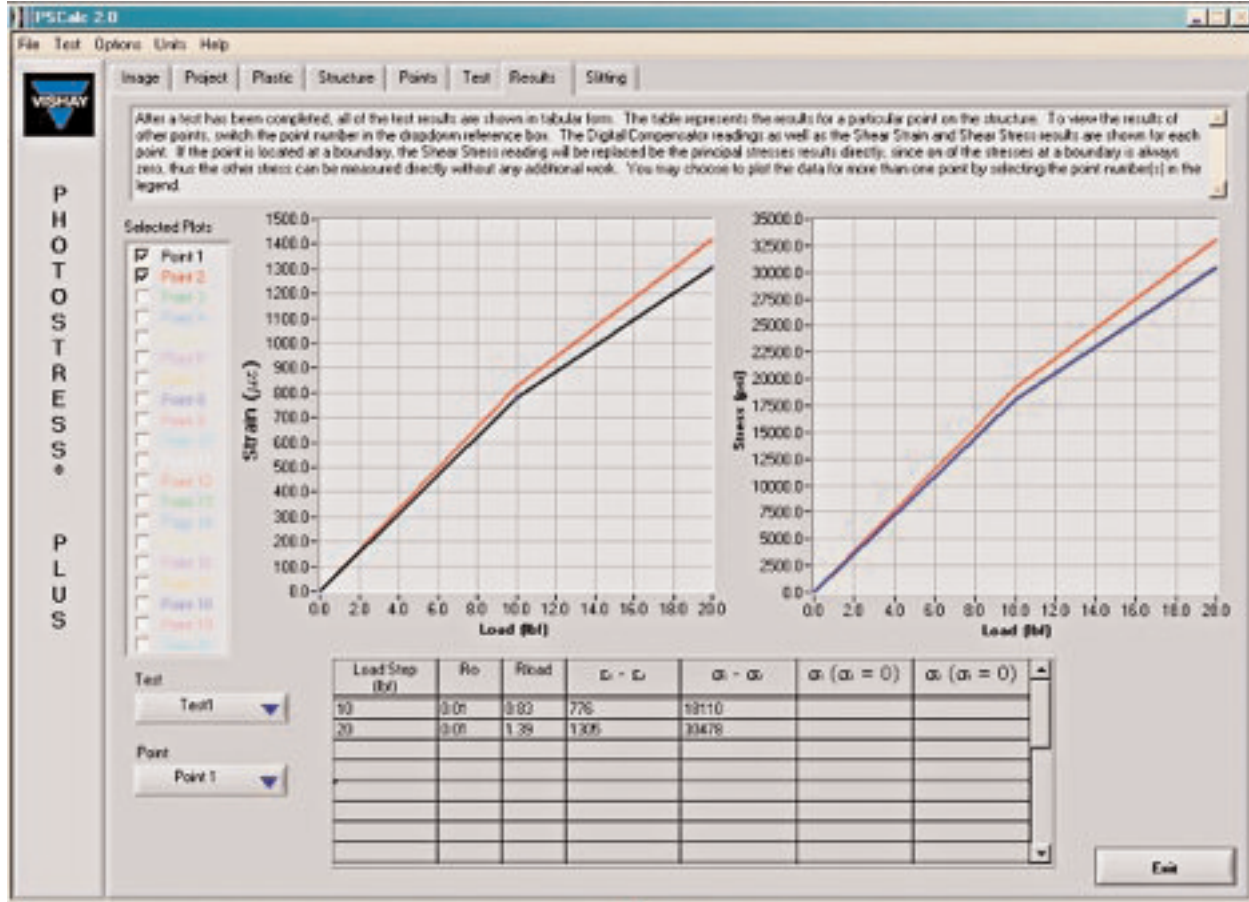 PSCalc 2.0
File Test Options Units Help
VISHAY
PHOTOSTRESS® PLUS
Image Project Plastic Structure Points Test Results Slitting
After a test has been completed, all of the test results are shown in tabular form. The table represents the results for a particular point on the structure. To view the results of
other points, switch the point number in the dropdown reference box. The Digital Compensator readings as well as the Shear Strain and Shear Stress results are shown for each
point. If the point is located at a boundary, the Shear Stress reading will be replaced be the principal stresses results directly, since on of the stresses at a boundary is always
zero, thus the other stress can be measured directly without any additional work. You may choose to plot the data for more than one point by selecting the point number(s) in the
legend.
Selected Plots
Point 1
Point 2
Strain (με)
1500.0
1400.0
1300.0
1200.0
1100.0
1000.0
900.0
800.0
700.0
600.0
500.0
400.0
300.0
200.0
100.0
0.0
0.0 2.0 4.0 6.0 8.0 10.0 12.0 14.0 16.0 18.0 20.0
Load (lbf)
Stress (psi)
35000.0
32500.0
30000.0
27500.0
25000.0
22500.0
20000.0
17500.0
15000.0
12500.0
10000.0
7500.0
5000.0
2500.0
0.0
0.0 2.0 4.0 6.0 8.0 10.0 12.0 14.0 16.0 18.0 20.0
Load (lbf)
Test
Test1
Point
Point 1
Load Step (lbf) Ro Rload
10 0.01 0.83 776 18110
20 0.01 1.39 1305 30478
Exit